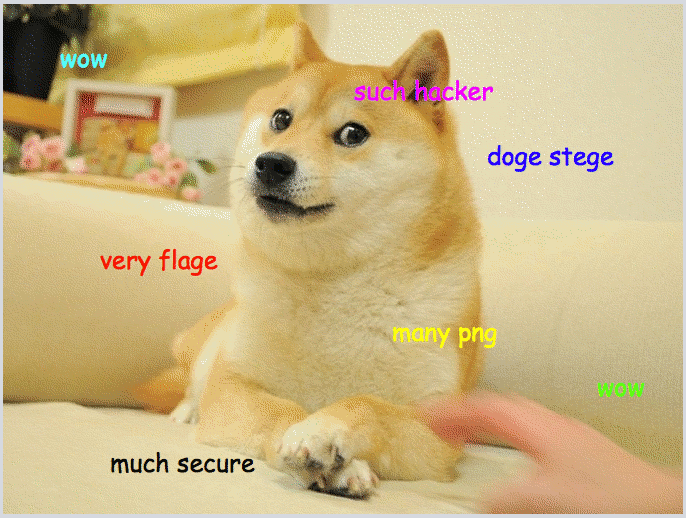 wow
such hacker
doge stege
very flage
many png
wow
much secure